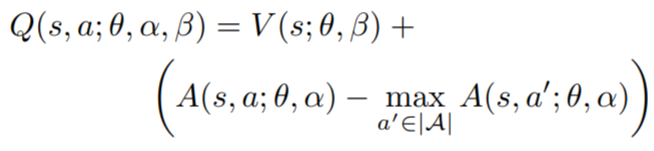 Q(s, a; θ, α, β) = V(s; θ, β) +
(A(s, a; θ, α) − max_{a′∈|𝒜|} A(s, a′; θ, α))